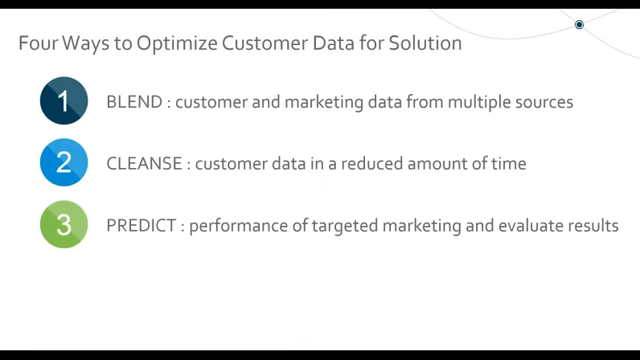 Four Ways to Optimize Customer Data for Solution
1 BLEND : customer and marketing data from multiple sources
2 CLEANSE : customer data in a reduced amount of time
3 PREDICT : performance of targeted marketing and evaluate results